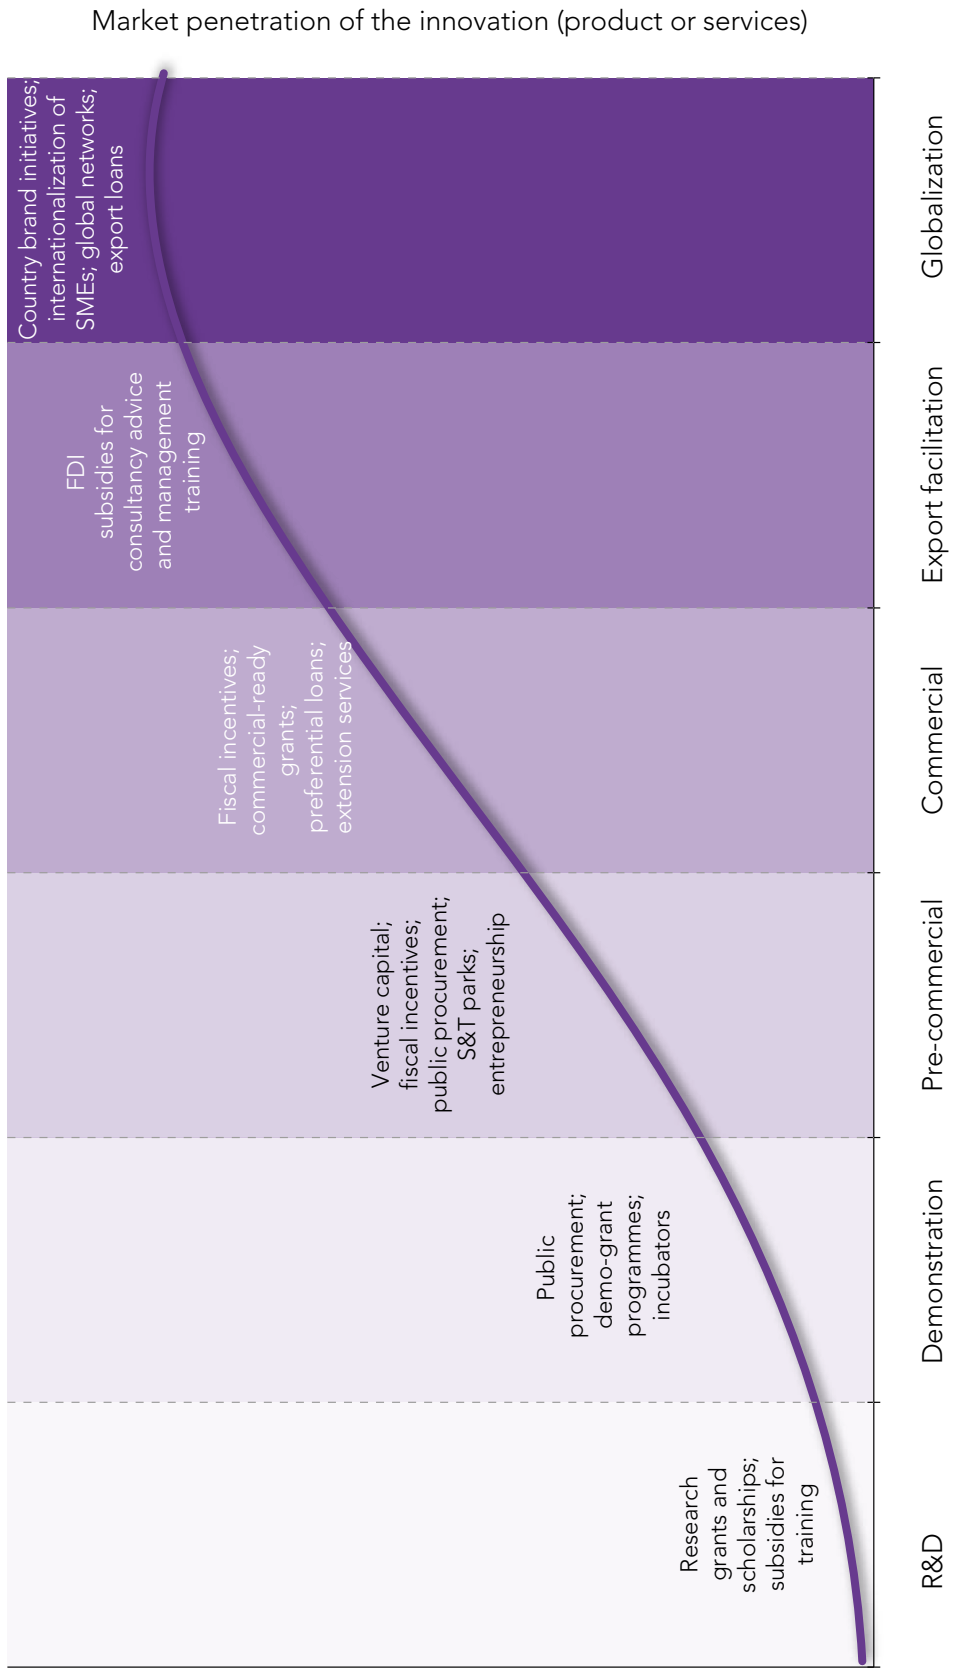 Market penetration of the innovation (product or services)
Country brand initiatives;
internationalization of
SMEs; global networks;
export loans
Globalization
FDI
subsidies for
consultancy advice
and management
training
Export facilitation
Fiscal incentives;
commercial-ready
grants;
preferential loans;
extension services
Commercial
Venture capital;
fiscal incentives;
public procurement;
S&T parks;
entrepreneurship
Pre-commercial
Public
procurement;
demo-grant
programmes;
incubators
Demonstration
Research
grants and
scholarships;
subsidies for
training
R&D